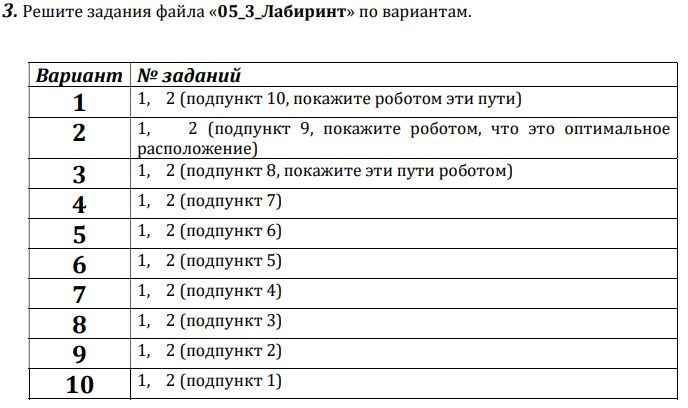 3. Решите задания файла «05_3_Лабиринт» по вариантам.
Вариант № заданий
1 1, 2 (подпункт 10, покажите роботом эти пути)
2 1, 2 (подпункт 9, покажите роботом, что это оптимальное
расположение)
3 1, 2 (подпункт 8, покажите эти пути роботом)
4 1, 2 (подпункт 7)
5 1, 2 (подпункт 6)
6 1, 2 (подпункт 5)
7 1, 2 (подпункт 4)
8 1, 2 (подпункт 3)
9 1, 2 (подпункт 2)
10 1, 2 (подпункт 1)